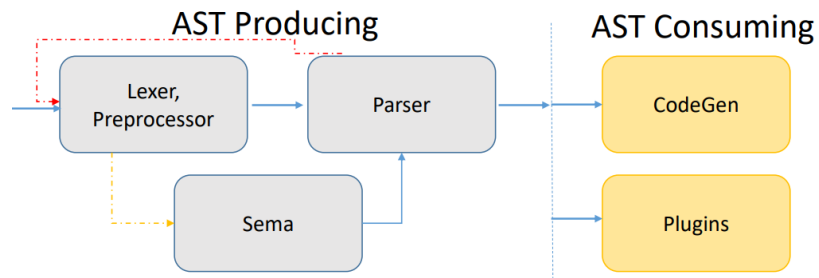 AST Producing
AST Consuming
Lexer,
Preprocessor
Parser
CodeGen
Sema
Plugins